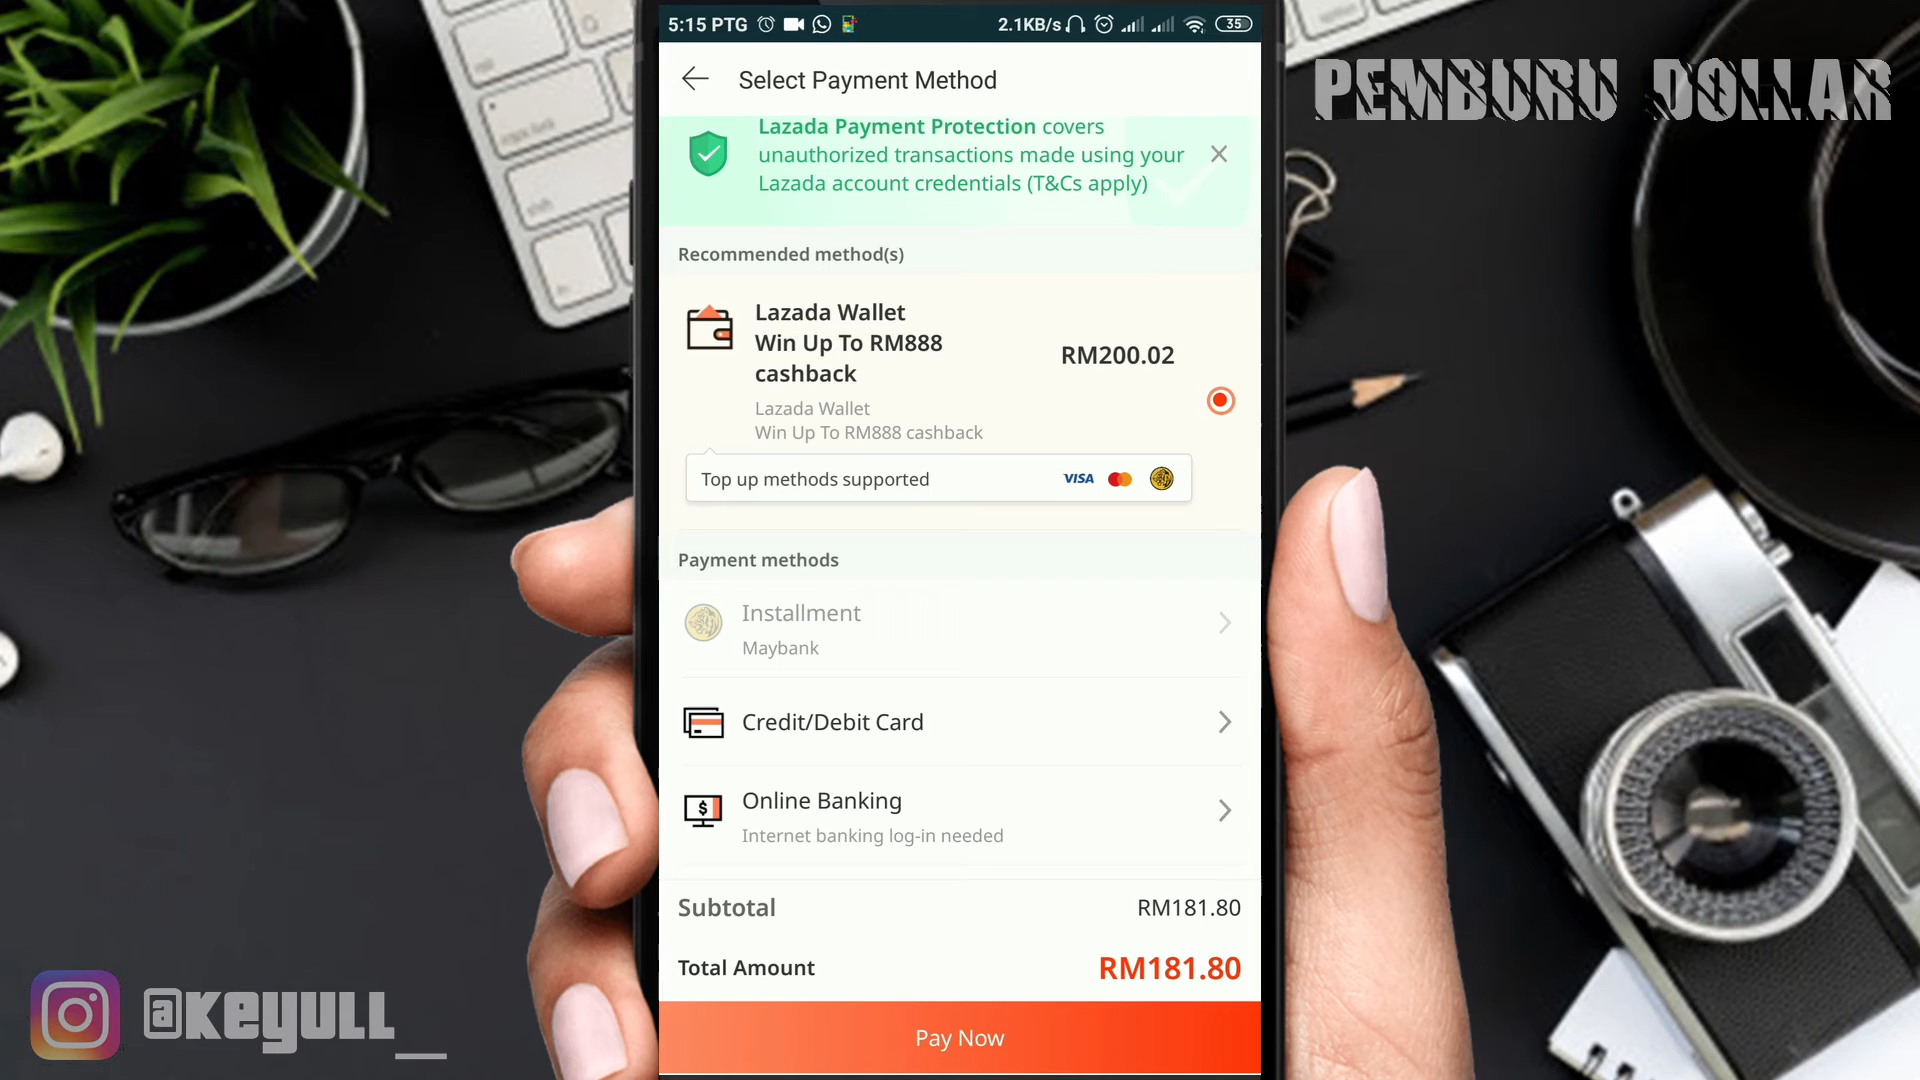 5:15 PTG
2.1KB/s
35
Select Payment Method
PEMBURU DOLLAR
Lazada Payment Protection covers
unauthorized transactions made using your
Lazada account credentials (T&Cs apply)
Recommended method(s)
Lazada Wallet
Win Up To RM888
cashback
RM200.02
Lazada Wallet
Win Up To RM888 cashback
Top up methods supported
VISA
Payment methods
Installment
Maybank
Credit/Debit Card
Online Banking
Internet banking log-in needed
Subtotal
RM181.80
Total Amount
RM181.80
Pay Now
@keyull__